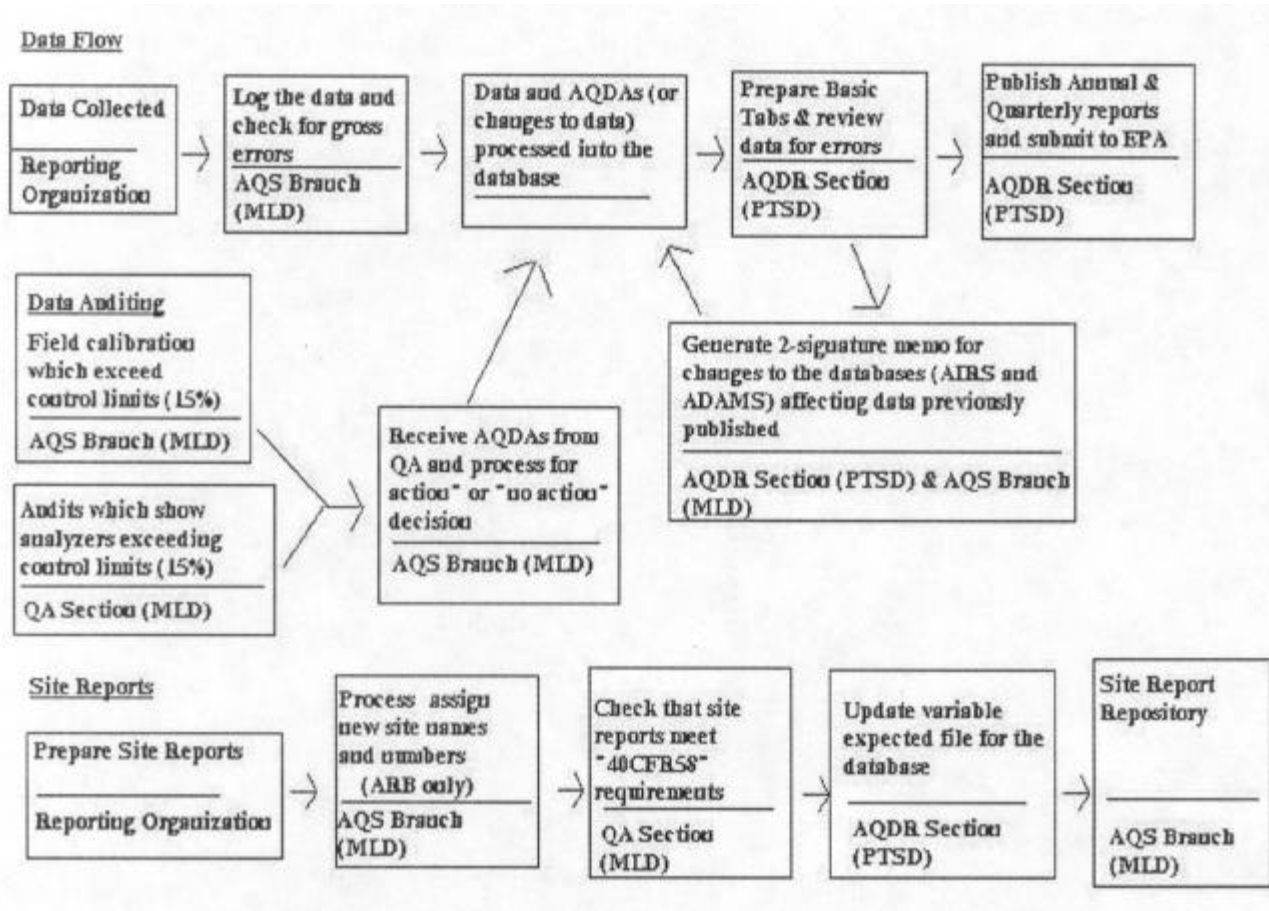 Data Flow
Data Collected
Reporting
Organization
Log the data and
check for gross
errors
AQS Branch
(MLD)
Data and AQDAs (or
changes to data)
processed into the
database
Prepare Basic
Tabs & review
data for errors
AQDR Section
(PTSD)
Publish Annual &
Quarterly reports
and submit to EPA
AQDR Section
(PTSD)
Data Auditing
Field calibration
which exceed
control limits (15%)
AQS Branch (MLD)
Audits which show
analyzers exceeding
control limits (15%)
QA Section (MLD)
Receive AQDAs from
QA and process for
action" or "no action"
decision
AQS Branch (MLD)
Generate 2-signature memo for
changes to the databases (AIRS and
ADAMS) affecting data previously
published
AQDR Section (PTSD) & AQS Branch
(MLD)
Site Reports
Prepare Site Reports
Reporting Organization
Process assign
new site names
and numbers
(ARB only)
AQS Branch
(MLD)
Check that site
reports meet
"40CFR58"
requirements
QA Section
(MLD)
Update variable
expected file for the
database
AQDR Section
(PTSD)
Site Report
Repository
AQS Branch
(MLD)